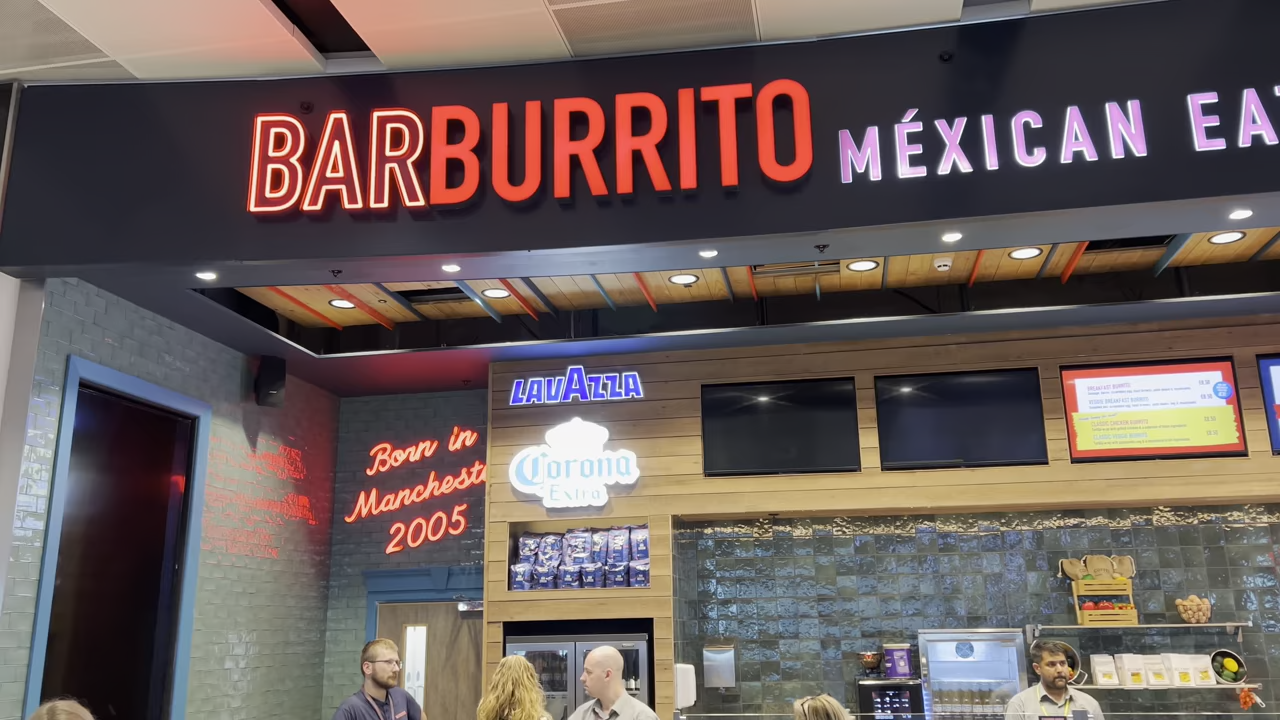 BARBURRITO MÉXICAN EAT
LAVAZZA
Corona
Extra
Born in
Manchest
2005
BREAKFAST BURRITO
VEGGIE BREAKFAST BURRITO
CLASSIC CHICKEN BURRITO
CLASSIC VEGGIE BURRITO